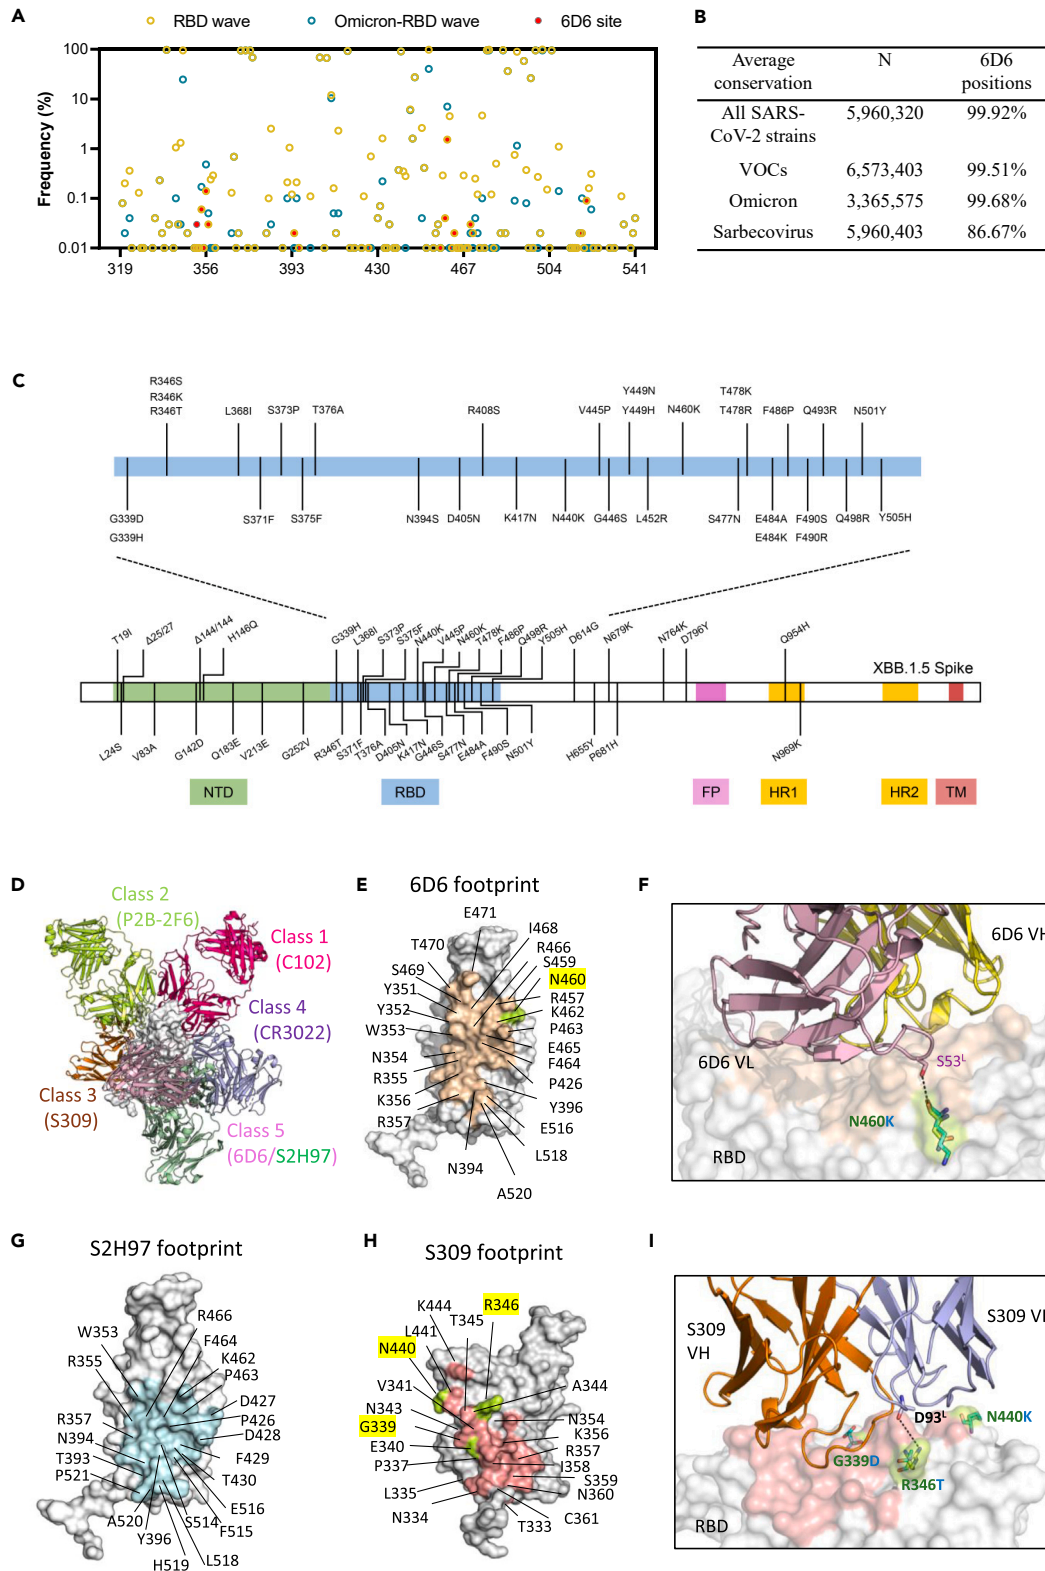 A
RBD wave
Omicron-RBD wave
6D6 site
Frequency (%)
100
10
1
0.1
0.01
319
356
393
430
467
504
541
B
Average conservation
N
6D6 positions
All SARS-CoV-2 strains
5,960,320
99.92%
VOCs
6,573,403
99.51%
Omicron
3,365,575
99.68%
Sarbecovirus
5,960,403
86.67%
C
R346S
R346K
R346T
L368I
S373P
T376A
R408S
V445P
Y449N
Y449H
N460K
T478K
T478R
F486P
Q493R
N501Y
G339D
G339H
S371F
S375F
N394S
D405N
K417N
N440K
G446S
L452R
S477N
E484A
E484K
F490S
F490R
Q498R
Y505H
T19I
Δ25/27
Δ144/144
H146Q
G339H
L368I
S373P
S375F
N440K
V445P
N460K
T478K
F486P
Q498R
Y505H
D614G
N679K
N764K
D796Y
Q954H
XBB.1.5 Spike
L24S
V83A
G142D
Q183E
V213E
G252V
R346T
S371F
T376A
D405N
K417N
G446S
S477N
E484A
F490S
N501Y
H655Y
P681H
N969K
NTD
RBD
FP
HR1
HR2
TM
D
Class 2
(P2B-2F6)
Class 1
(C102)
Class 4
(CR3022)
Class 3
(S309)
Class 5
(6D6/S2H97)
E
6D6 footprint
E471
I468
T470
R466
S459
S469
N460
Y351
R457
Y352
K462
W353
P463
E465
N354
F464
R355
P426
K356
Y396
R357
E516
L518
N394
A520
F
6D6 VH
6D6 VL
S53L
N460K
RBD
G
S2H97 footprint
R466
W353
F464
R355
K462
P463
D427
R357
P426
N394
D428
T393
F429
P521
T430
E516
A520
S514
F515
Y396
L518
H519
H
S309 footprint
K444
R346
L441
T345
N440
V341
A344
N343
N354
G339
K356
E340
R357
P337
I358
S359
L335
N360
N334
T333
C361
I
S309 VH
S309 VL
D93L
N440K
G339D
R346T
RBD